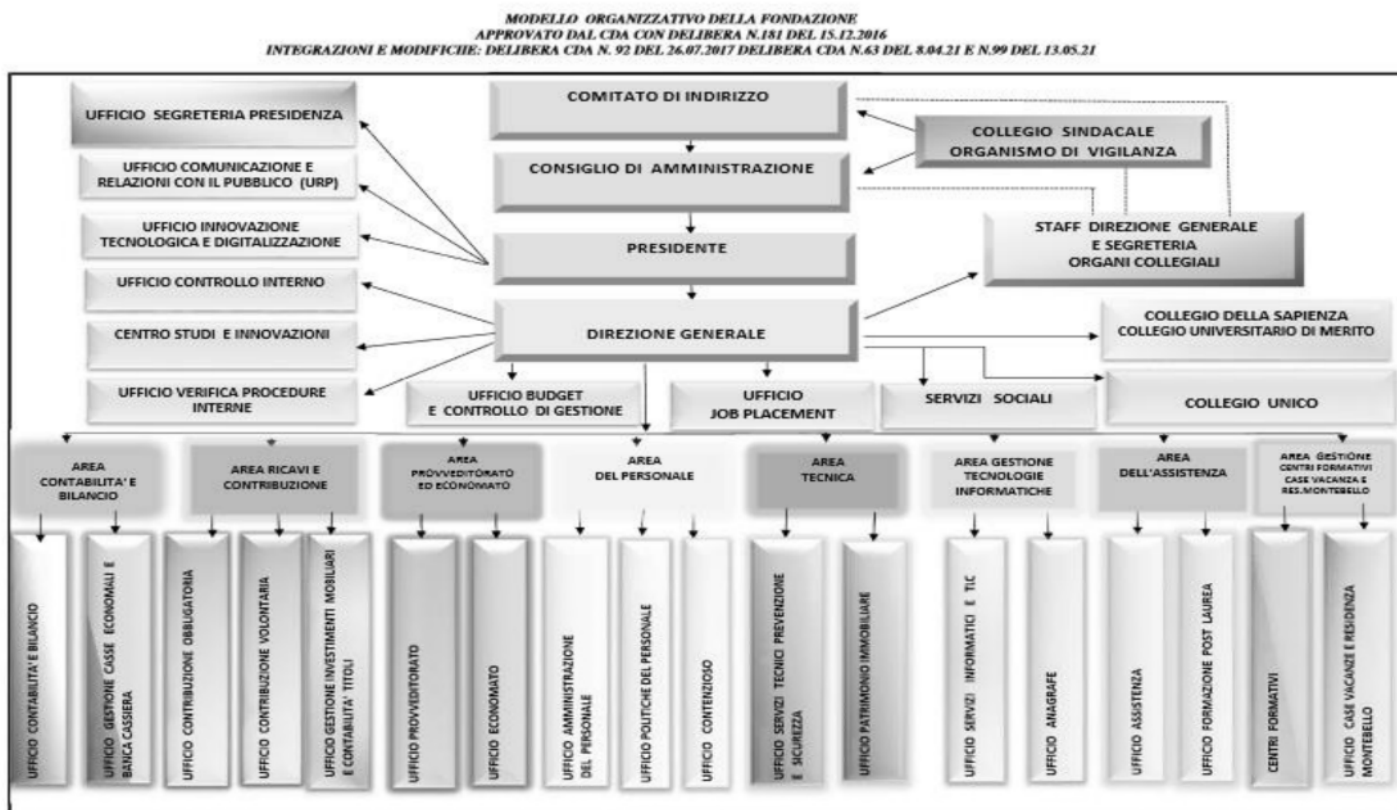 MODELLO ORGANIZZATIVO DELLA FONDAZIONE
APPROVATO DAL CDA CON DELIBERA N.181 DEL 15.12.2016
INTEGRAZIONI E MODIFICHE: DELIBERA CDA N. 92 DEL 26.07.2017 DELIBERA CDA N.63 DEL 8.04.21 E N.99 DEL 13.05.21
COMITATO DI INDIRIZZO
UFFICIO SEGRETERIA PRESIDENZA
COLLEGIO SINDACALE
ORGANISMO DI VIGILANZA
UFFICIO COMUNICAZIONE E
RELAZIONI CON IL PUBBLICO (URP)
CONSIGLIO DI AMMINISTRAZIONE
UFFICIO INNOVAZIONE
TECNOLOGICA E DIGITALIZZAZIONE
PRESIDENTE
STAFF DIREZIONE GENERALE
E SEGRETERIA
ORGANI COLLEGIALI
UFFICIO CONTROLLO INTERNO
CENTRO STUDI E INNOVAZIONI
DIREZIONE GENERALE
COLLEGIO DELLA SAPIENZA
COLLEGIO UNIVERSITARIO DI MERITO
UFFICIO VERIFICA PROCEDURE
INTERNE
UFFICIO BUDGET
E CONTROLLO DI GESTIONE
UFFICIO
JOB PLACEMENT
SERVIZI SOCIALI
COLLEGIO UNICO
AREA
CONTABILITA' E
BILANCIO
AREA RICAVI E
CONTRIBUZIONE
AREA
PROVVEDITORATO
ED ECONOMATO
AREA
DEL PERSONALE
AREA
TECNICA
AREA GESTIONE
TECNOLOGIE
INFORMATICHE
AREA
DELL'ASSISTENZA
AREA GESTIONE
CENTRI FORMATIVI
CASE VACANZA E
RES.MONTEBELLO
UFFICIO CONTABILITA' E BILANCIO
UFFICIO GESTIONE CASSE ECONOMALI E
BANCA CASSIERA
UFFICIO CONTRIBUZIONE OBBLIGATORIA
UFFICIO CONTRIBUZIONE VOLONTARIA
UFFICIO GESTIONE INVESTIMENTI MOBILIARI
E CONTABILITA' TITOLI
UFFICIO PROVVEDITORATO
UFFICIO ECONOMATO
UFFICIO AMMINISTRAZIONE
DEL PERSONALE
UFFICIO POLITICHE DEL PERSONALE
UFFICIO CONTENZIOSO
UFFICIO SERVIZI TECNICI PREVENZIONE
E SICUREZZA
UFFICIO PATRIMONIO IMMOBILIARE
UFFICIO SERVIZI INFORMATICI E TLC
UFFICIO ANAGRAFE
UFFICIO ASSISTENZA
UFFICIO FORMAZIONE POST LAUREA
CENTRI FORMATIVI
UFFICIO CASE VACANZE E RESIDENZA
MONTEBELLO